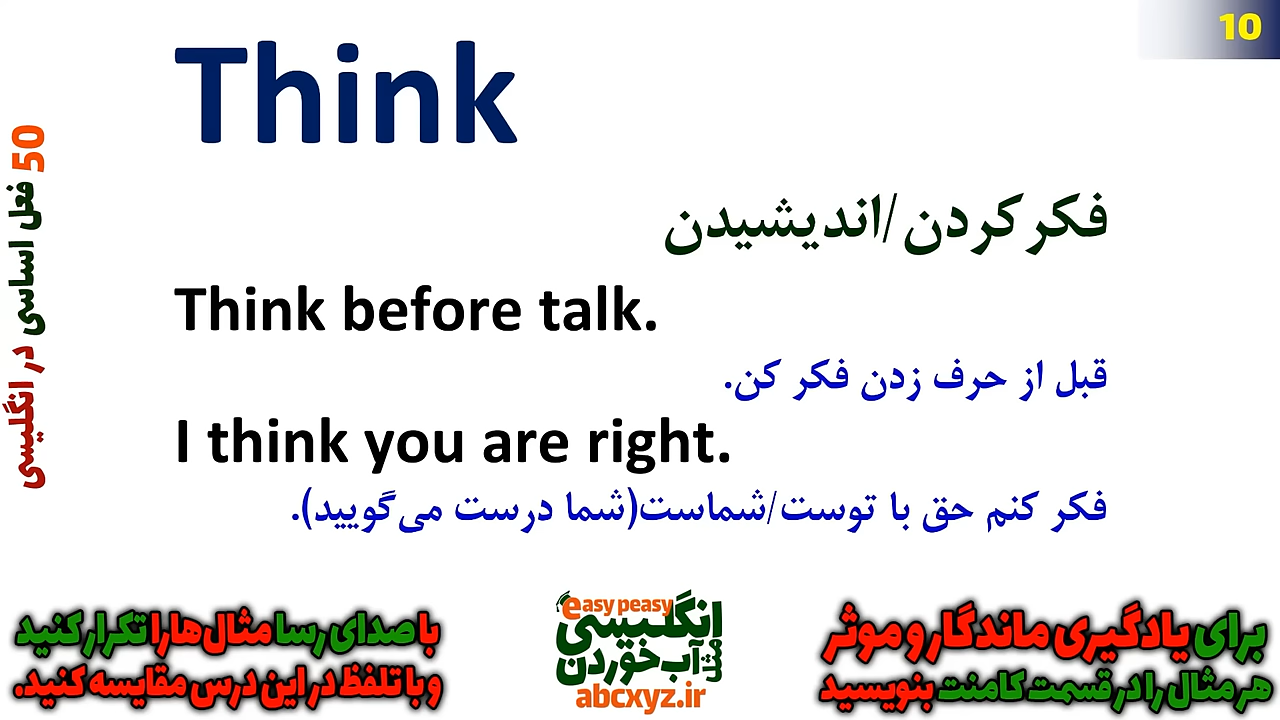 10
Think
50 فعل اساسی در انگلیسی
فکر کردن/اندیشیدن
Think before talk.
قبل از حرف زدن فکر کن.
I think you are right.
فکر کنم حق با توست/شماست(شما درست می‌گویید).
برای یادگیری ماندگار و موثر
هر مثال را در قسمت کامنت بنویسید
easy peasy
انگلیسی
مثل آب خوردن
abcxyz.ir
با صدای رسا مثال‌ها را تکرار کنید
و با تلفظ در این درس مقایسه کنید.